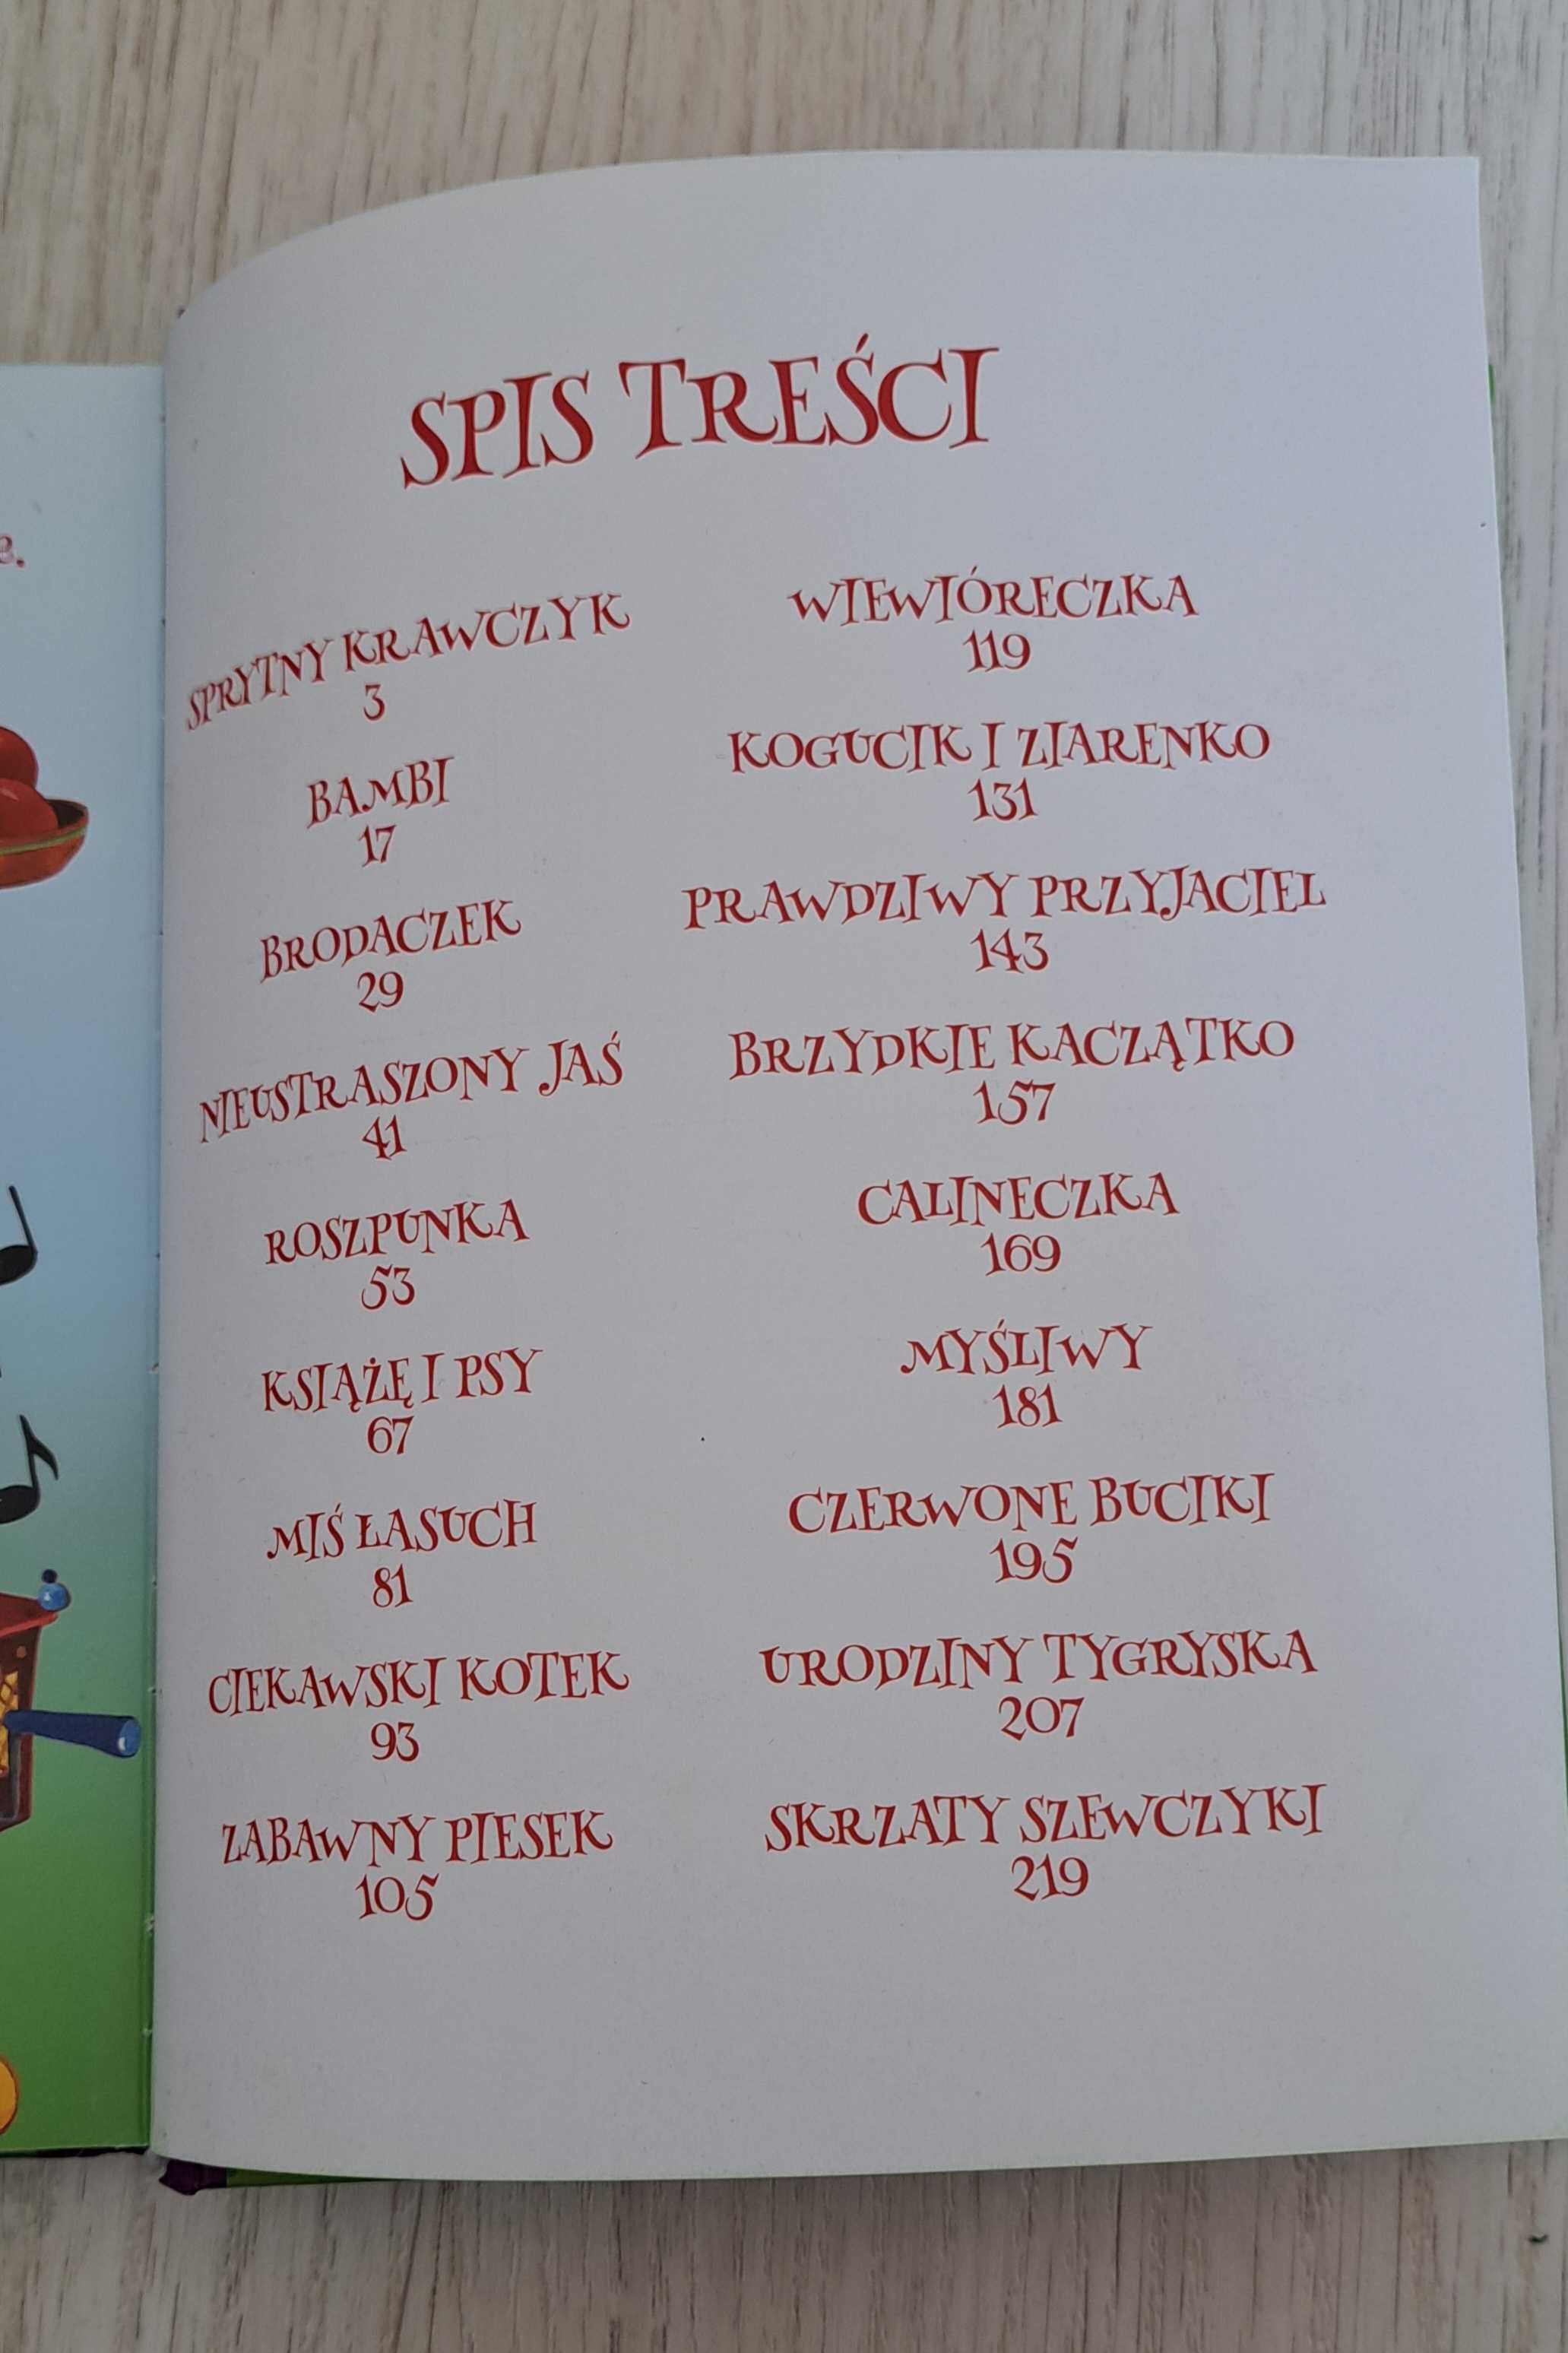 SPIS TREŚCI
SPRYTNY KRAWCZYK
3
BAMBI
17
BRODACZEK
29
NIEUSTRASZONY JAŚ
41
ROSZPUNKA
53
KSIĄŻĘ I PSY
67
MIŚ ŁASUCH
81
CIEKAWSKI KOTEK
93
ZABAWNY PIESEK
105
WIEWIÓRECZKA
119
KOGUCIK I ZIARENKO
131
PRAWDZIWY PRZYJACIEL
143
BRZYDKIE KACZĄTKO
157
CALINECZKA
169
MYŚLIWY
181
CZERWONE BUCIKI
195
URODZINY TYGRYSKA
207
SKRZATY SZEWCZYKI
219